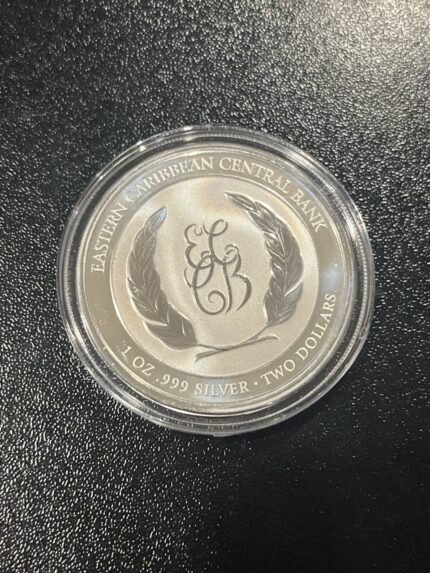 EASTERN CARIBBEAN CENTRAL BANK
ECCB
1 OZ .999 SILVER · TWO DOLLARS